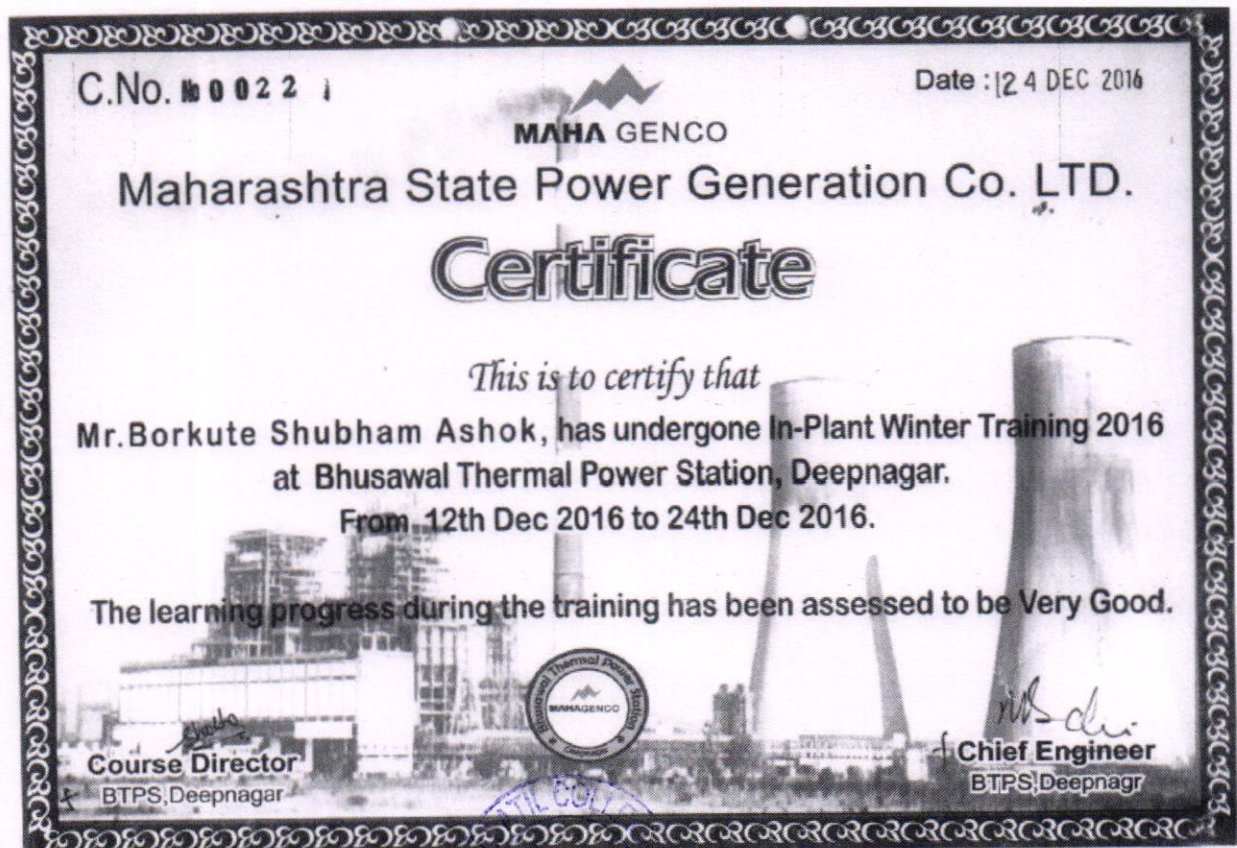 C.No. № 0022
Date : 24 DEC 2016
MAHA GENCO
Maharashtra State Power Generation Co. LTD.
Certificate
This is to certify that
Mr.Borkute Shubham Ashok, has undergone In-Plant Winter Training 2016
at Bhusawal Thermal Power Station, Deepnagar.
From 12th Dec 2016 to 24th Dec 2016.
The learning progress during the training has been assessed to be Very Good.
Bhusawal Thermal Power Station
MAHAGENCO
Course Director
BTPS,Deepnagar
Chief Engineer
BTPS,Deepnagr